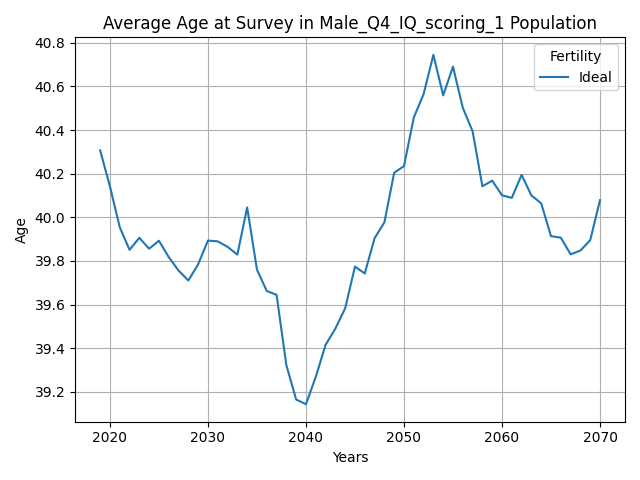 Average Age at Survey in Male_Q4_IQ_scoring_1 Population
Fertility
Ideal
40.8
40.6
40.4
40.2
40.0
39.8
39.6
39.4
39.2
Age
2020 2030 2040 2050 2060 2070
Years